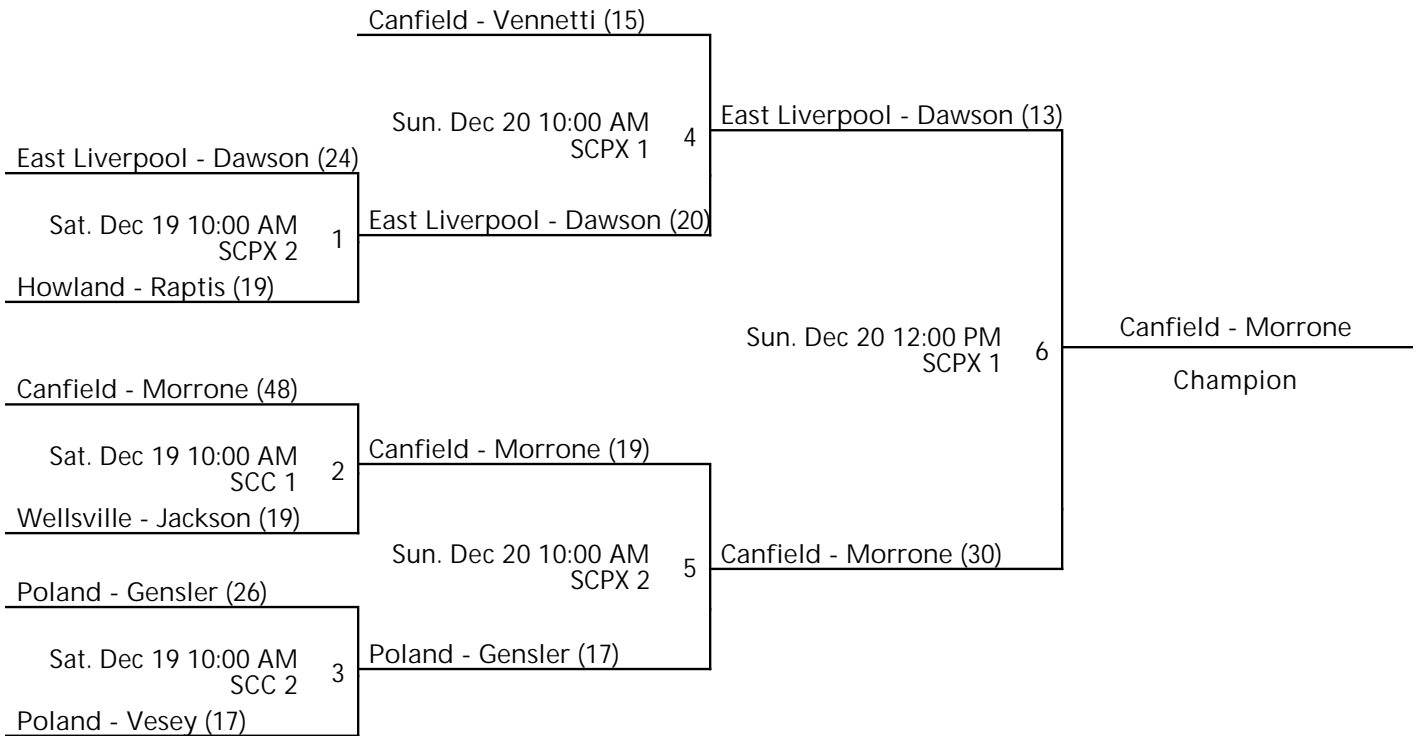 Canfield - Vennetti (15)
Sun. Dec 20 10:00 AM
SCPX 1
4
East Liverpool - Dawson (13)
East Liverpool - Dawson (24)
Sat. Dec 19 10:00 AM
SCPX 2
1
East Liverpool - Dawson (20)
Howland - Raptis (19)
Sun. Dec 20 12:00 PM
SCPX 1
6
Canfield - Morrone
Champion
Canfield - Morrone (48)
Sat. Dec 19 10:00 AM
SCC 1
2
Canfield - Morrone (19)
Wellsville - Jackson (19)
Sun. Dec 20 10:00 AM
SCPX 2
5
Canfield - Morrone (30)
Poland - Gensler (26)
Sat. Dec 19 10:00 AM
SCC 2
3
Poland - Gensler (17)
Poland - Vesey (17)